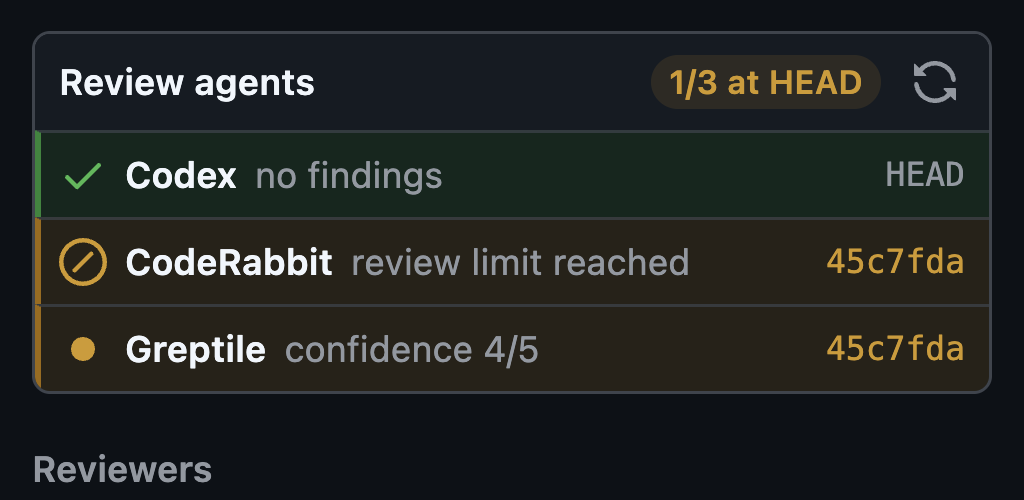 Review agents 1/3 at HEAD
Codex no findings HEAD
CodeRabbit review limit reached 45c7fda
Greptile confidence 4/5 45c7fda
Reviewers